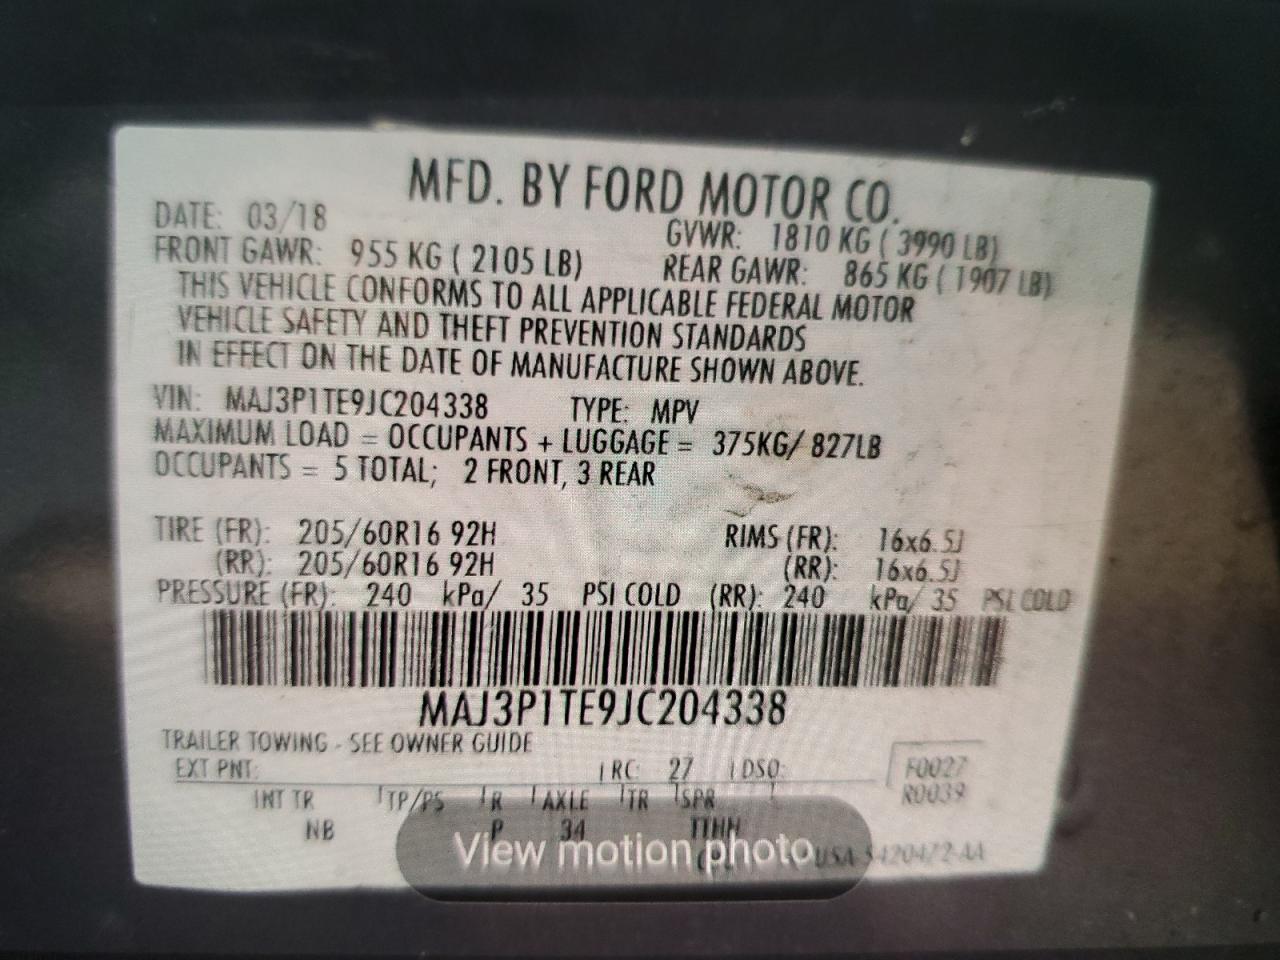 MFD. BY FORD MOTOR CO.
DATE: 03/18
GVWR: 1810 KG ( 3990 LB)
FRONT GAWR: 955 KG ( 2105 LB)
REAR GAWR: 865 KG ( 1907 LB)
THIS VEHICLE CONFORMS TO ALL APPLICABLE FEDERAL MOTOR
VEHICLE SAFETY AND THEFT PREVENTION STANDARDS
IN EFFECT ON THE DATE OF MANUFACTURE SHOWN ABOVE.
VIN: MAJ3P1TE9JC204338 TYPE: MPV
MAXIMUM LOAD = OCCUPANTS + LUGGAGE = 375KG/ 827LB
OCCUPANTS = 5 TOTAL; 2 FRONT, 3 REAR
TIRE (FR): 205/60R16 92H RIMS (FR): 16x6.5J
(RR): 205/60R16 92H (RR): 16x6.5J
PRESSURE (FR): 240 kPa/ 35 PSI COLD (RR): 240 kPa/ 35 PSI COLD
MAJ3P1TE9JC204338
TRAILER TOWING - SEE OWNER GUIDE
EXT PNT: RC: 27 DSO: F0027
R0039
INT TR TP/PS R AXLE TR SPR
NB P 34
View motion photo
USA